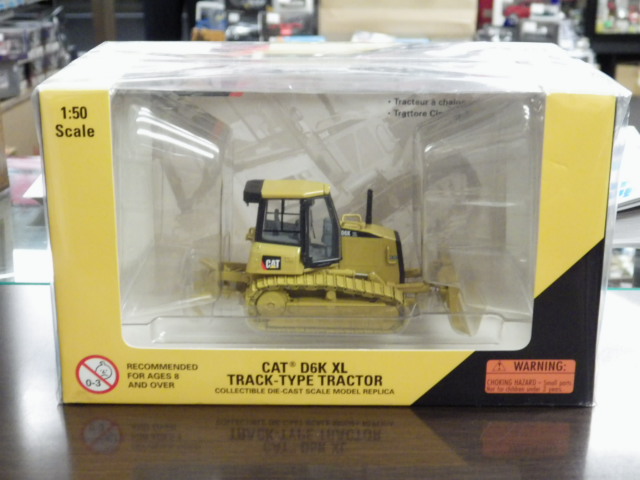 1:50
Scale
• Tracteur à
- Trattore
D6K XL
CAT
0-3
RECOMMENDED
FOR AGES 8
AND OVER
CAT® D6K XL
TRACK-TYPE TRACTOR
COLLECTIBLE DIE-CAST SCALE MODEL REPLICA
WARNING:
CHOKING HAZARD - Small parts
Not for children under 3 years.